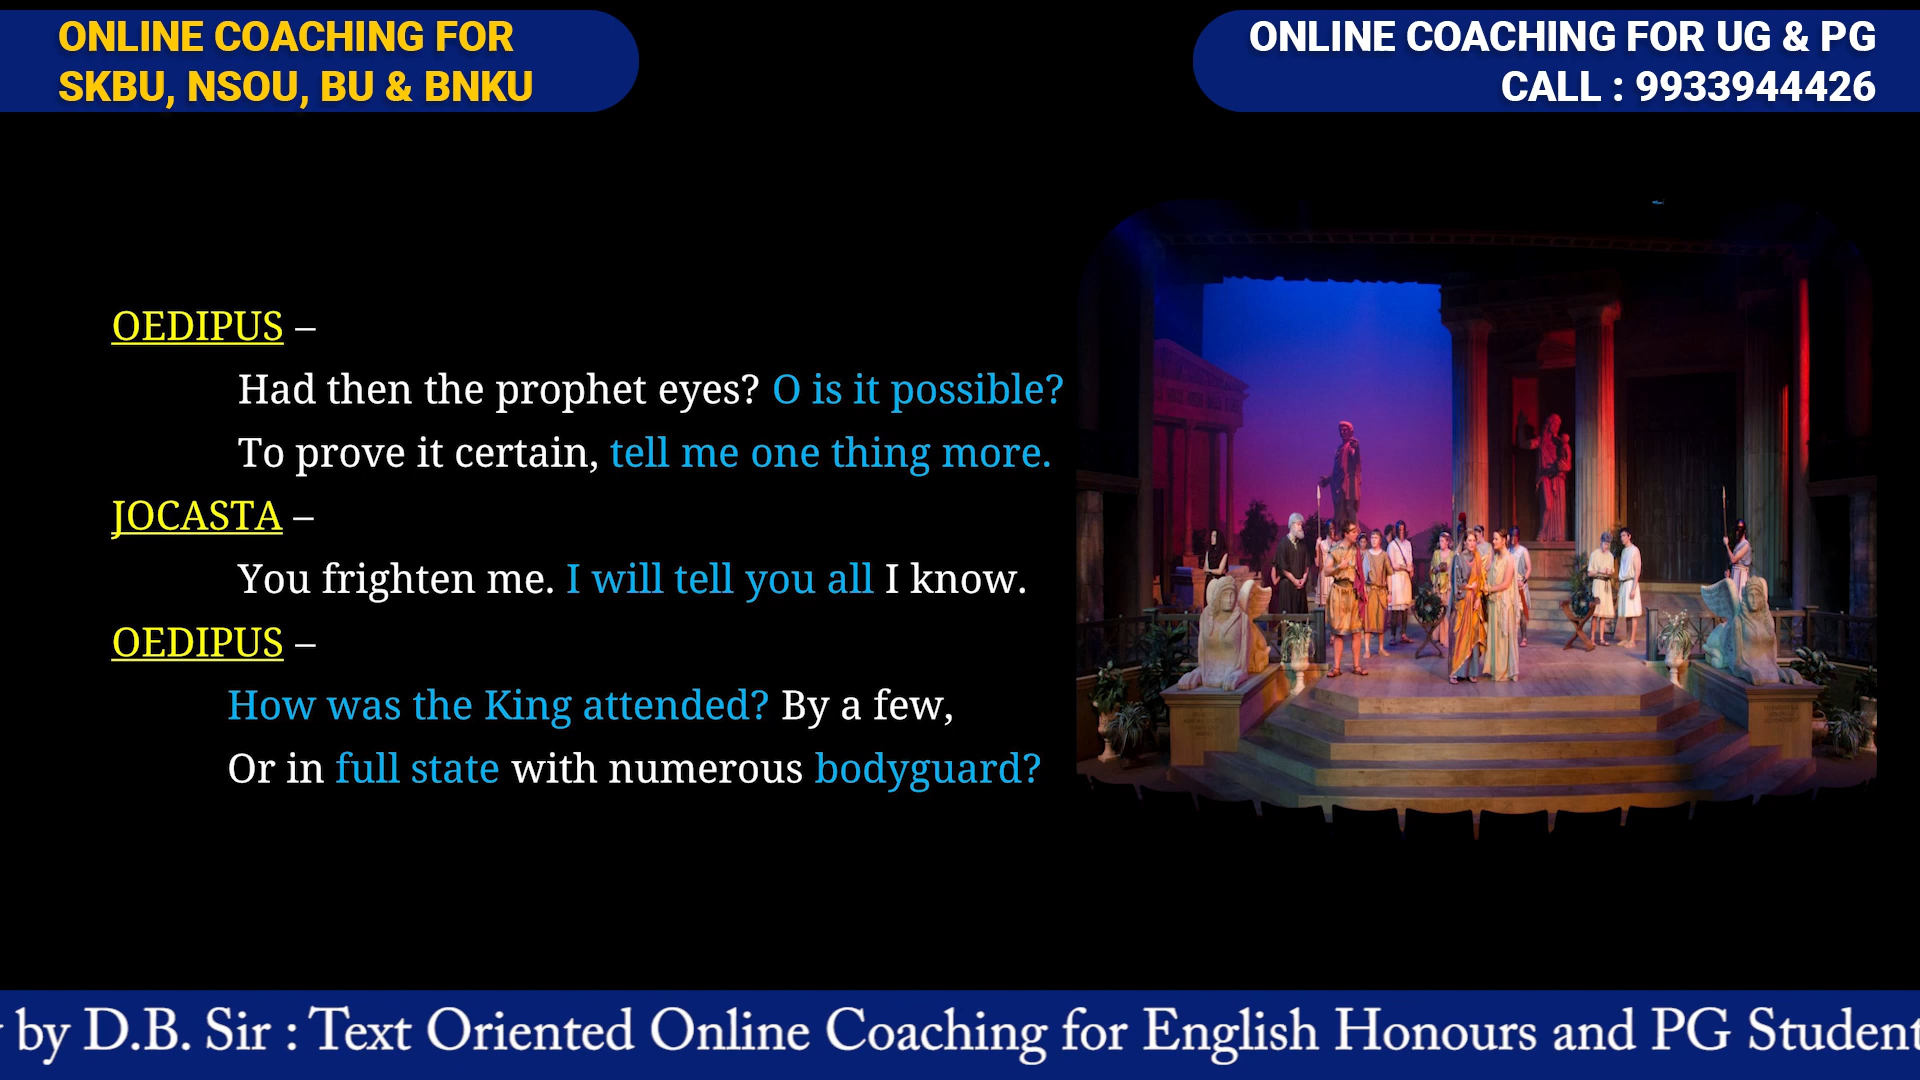 ONLINE COACHING FOR
SKBU, NSOU, BU & BNKU
ONLINE COACHING FOR UG & PG
CALL : 9933944426
OEDIPUS –
Had then the prophet eyes? O is it possible?
To prove it certain, tell me one thing more.
JOCASTA –
You frighten me. I will tell you all I know.
OEDIPUS –
How was the King attended? By a few,
Or in full state with numerous bodyguard?
by D.B. Sir : Text Oriented Online Coaching for English Honours and PG Student